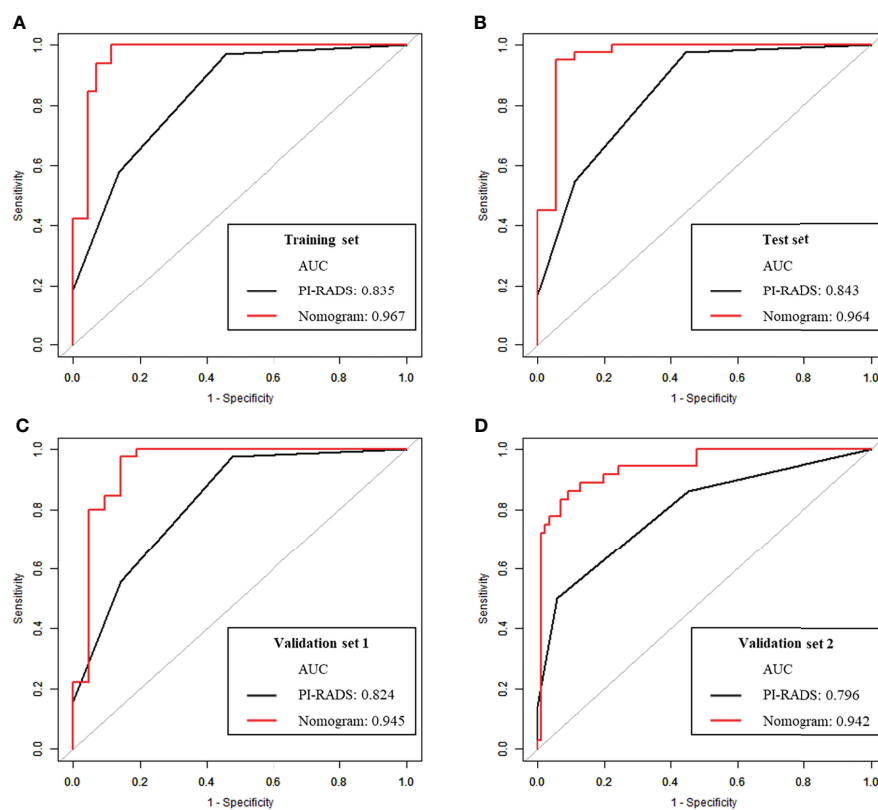 A
1.0
0.8
0.6
0.4
0.2
0.0
Sensitivity
Training set
AUC
PI-RADS: 0.835
Nomogram: 0.967
0.0 0.2 0.4 0.6 0.8 1.0
1 - Specificity
B
1.0
0.8
0.6
0.4
0.2
0.0
Sensitivity
Test set
AUC
PI-RADS: 0.843
Nomogram: 0.964
0.0 0.2 0.4 0.6 0.8 1.0
1 - Specificity
C
1.0
0.8
0.6
0.4
0.2
0.0
Sensitivity
Validation set 1
AUC
PI-RADS: 0.824
Nomogram: 0.945
0.0 0.2 0.4 0.6 0.8 1.0
1 - Specificity
D
1.0
0.8
0.6
0.4
0.2
0.0
Sensitivity
Validation set 2
AUC
PI-RADS: 0.796
Nomogram: 0.942
0.0 0.2 0.4 0.6 0.8 1.0
1 - Specificity